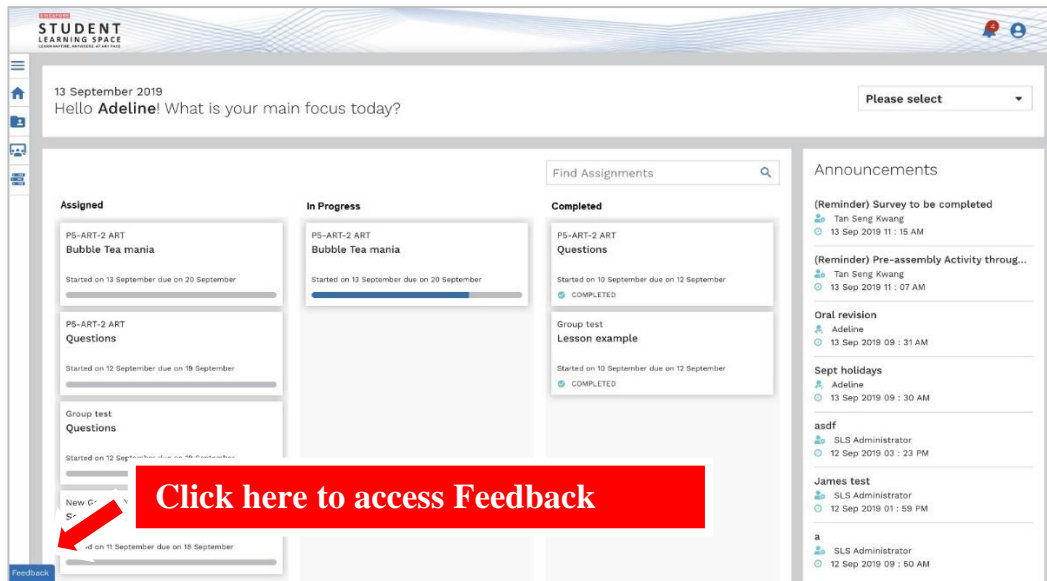 SINGAPORE
STUDENT
LEARNING SPACE
LEARN ANYTIME, ANYWHERE, AT ANY PACE
4
13 September 2019
Hello Adeline! What is your main focus today?
Please select
Find Assignments
Assigned
P5-ART-2 ART
Bubble Tea mania
Started on 13 September due on 20 September
P5-ART-2 ART
Questions
Started on 12 September due on 19 September
Group test
Questions
Started on 12
New
on 11 September due on 18 September
In Progress
P5-ART-2 ART
Bubble Tea mania
Started on 13 September due on 20 September
Completed
P5-ART-2 ART
Questions
Started on 10 September due on 12 September
COMPLETED
Group test
Lesson example
Started on 10 September due on 12 September
COMPLETED
Announcements
(Reminder) Survey to be completed
Tan Seng Kwang
13 Sep 2019 11 : 15 AM
(Reminder) Pre-assembly Activity throug...
Tan Seng Kwang
13 Sep 2019 11 : 07 AM
Oral revision
Adeline
13 Sep 2019 09 : 31 AM
Sept holidays
Adeline
13 Sep 2019 09 : 30 AM
asdf
SLS Administrator
12 Sep 2019 03 : 23 PM
James test
SLS Administrator
12 Sep 2019 01 : 59 PM
a
SLS Administrator
12 Sep 2019 09 : 50 AM
Click here to access Feedback
Feedback